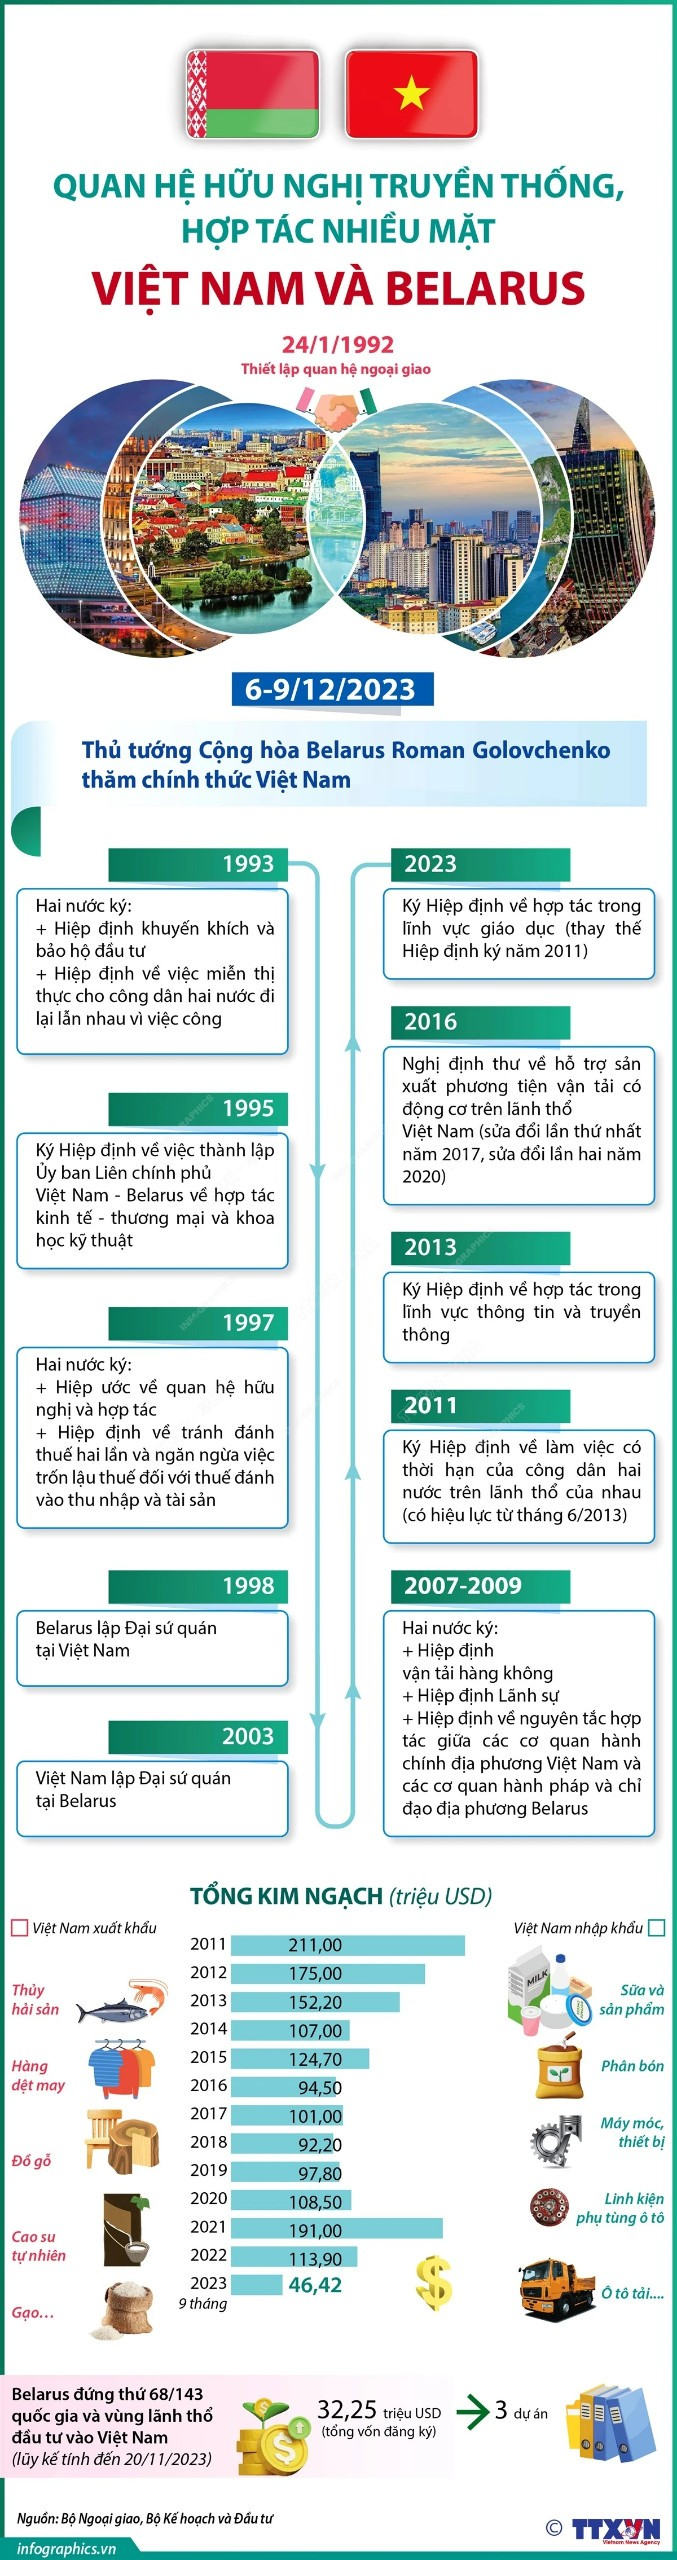 QUAN HỆ HỮU NGHỊ TRUYỀN THỐNG,
HỢP TÁC NHIỀU MẶT
VIỆT NAM VÀ BELARUS
24/1/1992
Thiết lập quan hệ ngoại giao
6-9/12/2023
Thủ tướng Cộng hòa Belarus Roman Golovchenko
thăm chính thức Việt Nam
1993
Hai nước ký:
+ Hiệp định khuyến khích và
bảo hộ đầu tư
+ Hiệp định về việc miễn thị
thực cho công dân hai nước đi
lại lẫn nhau vì việc công
1995
Ký Hiệp định về việc thành lập
Ủy ban Liên chính phủ
Việt Nam - Belarus về hợp tác
kinh tế - thương mại và khoa
học kỹ thuật
1997
Hai nước ký:
+ Hiệp ước về quan hệ hữu
nghị và hợp tác
+ Hiệp định về tránh đánh
thuế hai lần và ngăn ngừa việc
trốn lậu thuế đối với thuế đánh
vào thu nhập và tài sản
1998
Belarus lập Đại sứ quán
tại Việt Nam
2003
Việt Nam lập Đại sứ quán
tại Belarus
2023
Ký Hiệp định về hợp tác trong
lĩnh vực giáo dục (thay thế
Hiệp định ký năm 2011)
2016
Nghị định thư về hỗ trợ sản
xuất phương tiện vận tải có
động cơ trên lãnh thổ
Việt Nam (sửa đổi lần thứ nhất
năm 2017, sửa đổi lần hai năm
2020)
2013
Ký Hiệp định về hợp tác trong
lĩnh vực thông tin và truyền
thông
2011
Ký Hiệp định về làm việc có
thời hạn của công dân hai
nước trên lãnh thổ của nhau
(có hiệu lực từ tháng 6/2013)
2007-2009
Hai nước ký:
+ Hiệp định
vận tải hàng không
+ Hiệp định Lãnh sự
+ Hiệp định về nguyên tắc hợp
tác giữa các cơ quan hành
chính địa phương Việt Nam và
các cơ quan hành pháp và chỉ
đạo địa phương Belarus
TỔNG KIM NGẠCH (triệu USD)
Việt Nam xuất khẩu
Thủy
hải sản
Hàng
dệt may
Đồ gỗ
Cao su
tự nhiên
Gạo...
2011 211,00
2012 175,00
2013 152,20
2014 107,00
2015 124,70
2016 94,50
2017 101,00
2018 92,20
2019 97,80
2020 108,50
2021 191,00
2022 113,90
2023 46,42
9 tháng
Việt Nam nhập khẩu
MILK
Sữa và
sản phẩm
Phân bón
Máy móc,
thiết bị
Linh kiện
phụ tùng ô tô
Ô tô tải....
Belarus đứng thứ 68/143
quốc gia và vùng lãnh thổ
đầu tư vào Việt Nam
(lũy kế tính đến 20/11/2023)
32,25 triệu USD
(tổng vốn đăng ký)
3 dự án
Nguồn: Bộ Ngoại giao, Bộ Kế hoạch và Đầu tư
© TTXVN
Vietnam News Agency
infographics.vn